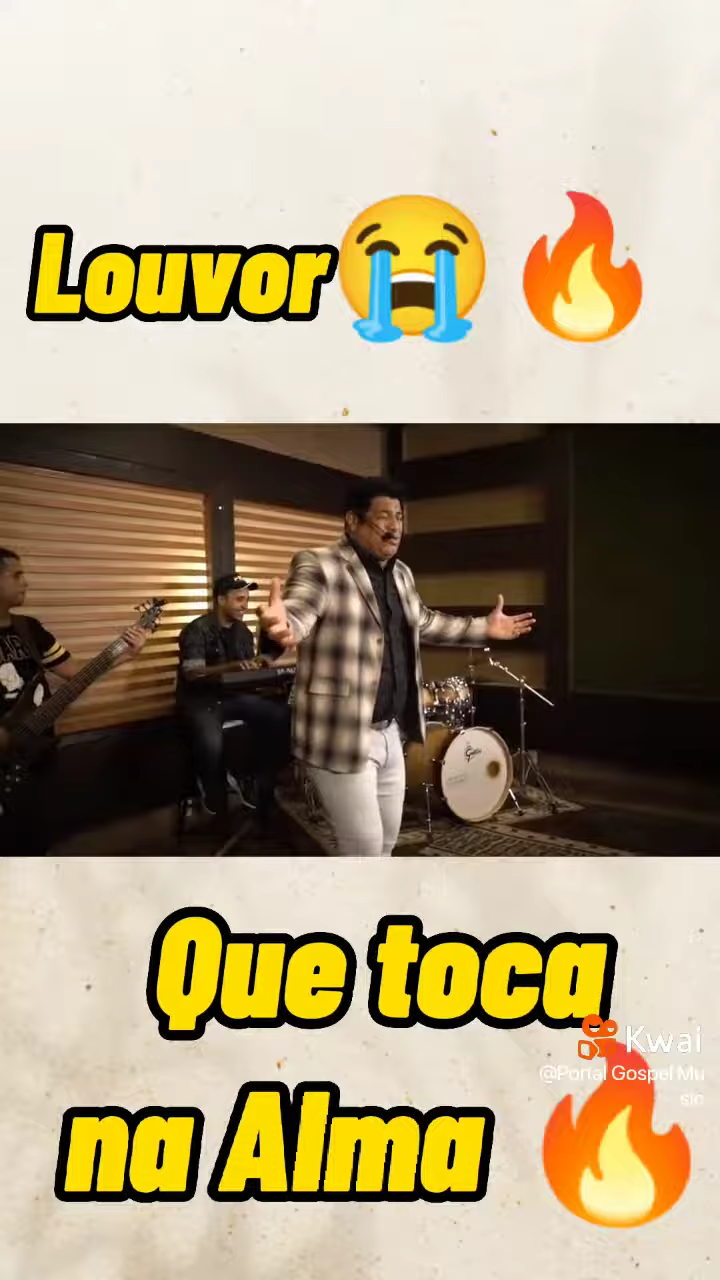 Louvor😭🔥
Que toca
Kwai
@Portal Gospel Mu
sic
na Alma 🔥